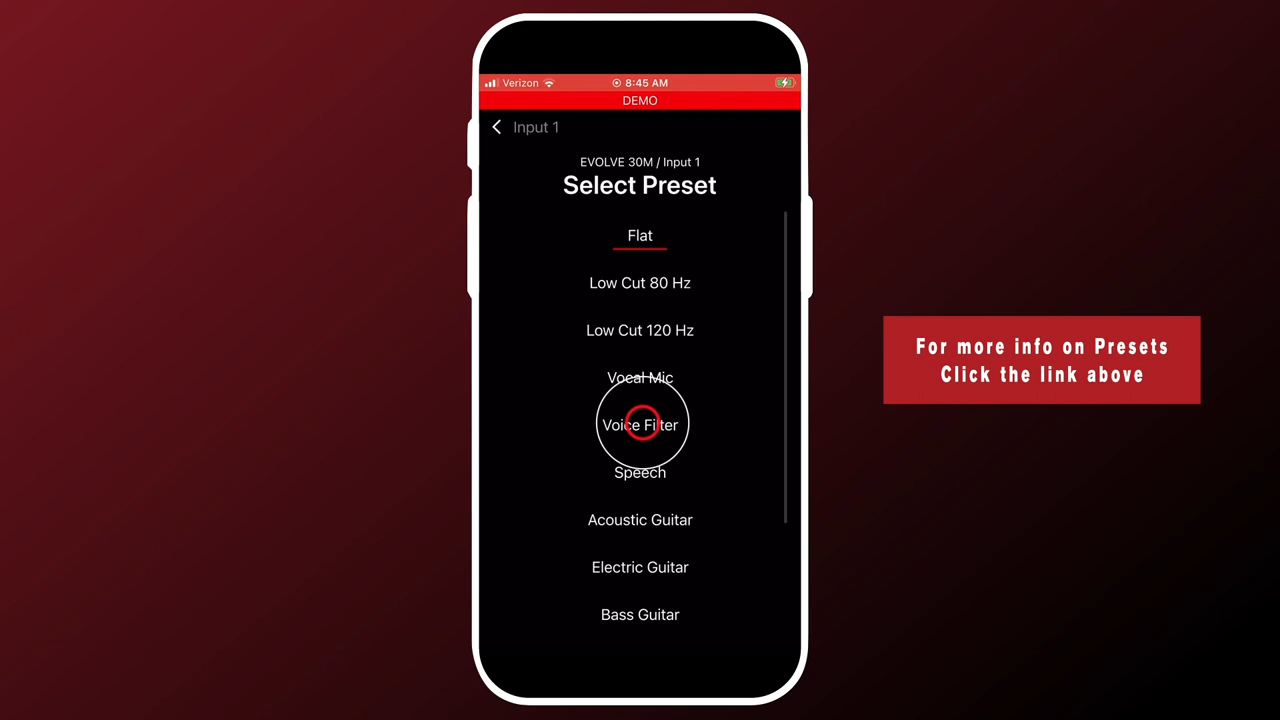 Verizon
8:45 AM
DEMO
Input 1
EVOLVE 30M / Input 1
Select Preset
Flat
Low Cut 80 Hz
Low Cut 120 Hz
Vocal Mic
Voice Filter
Speech
Acoustic Guitar
Electric Guitar
Bass Guitar
For more info on Presets
Click the link above